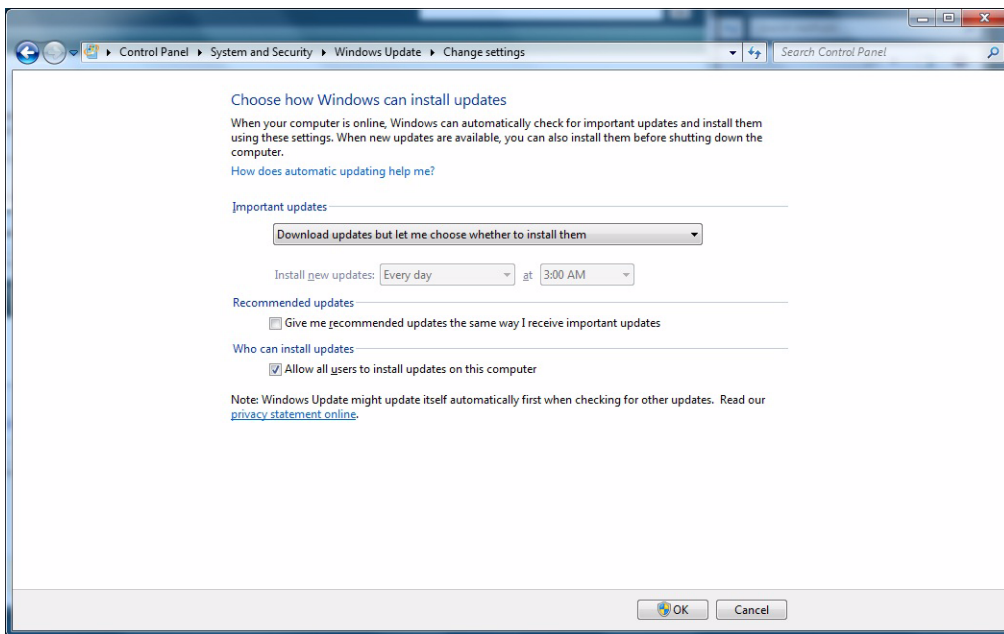 Control Panel ▸ System and Security ▸ Windows Update ▸ Change settings
Search Control Panel
Choose how Windows can install updates
When your computer is online, Windows can automatically check for important updates and install them
using these settings. When new updates are available, you can also install them before shutting down the
computer.
How does automatic updating help me?
Important updates
Download updates but let me choose whether to install them
Install new updates: Every day at 3:00 AM
Recommended updates
Give me recommended updates the same way I receive important updates
Who can install updates
Allow all users to install updates on this computer
Note: Windows Update might update itself automatically first when checking for other updates. Read our
privacy statement online.
OK Cancel